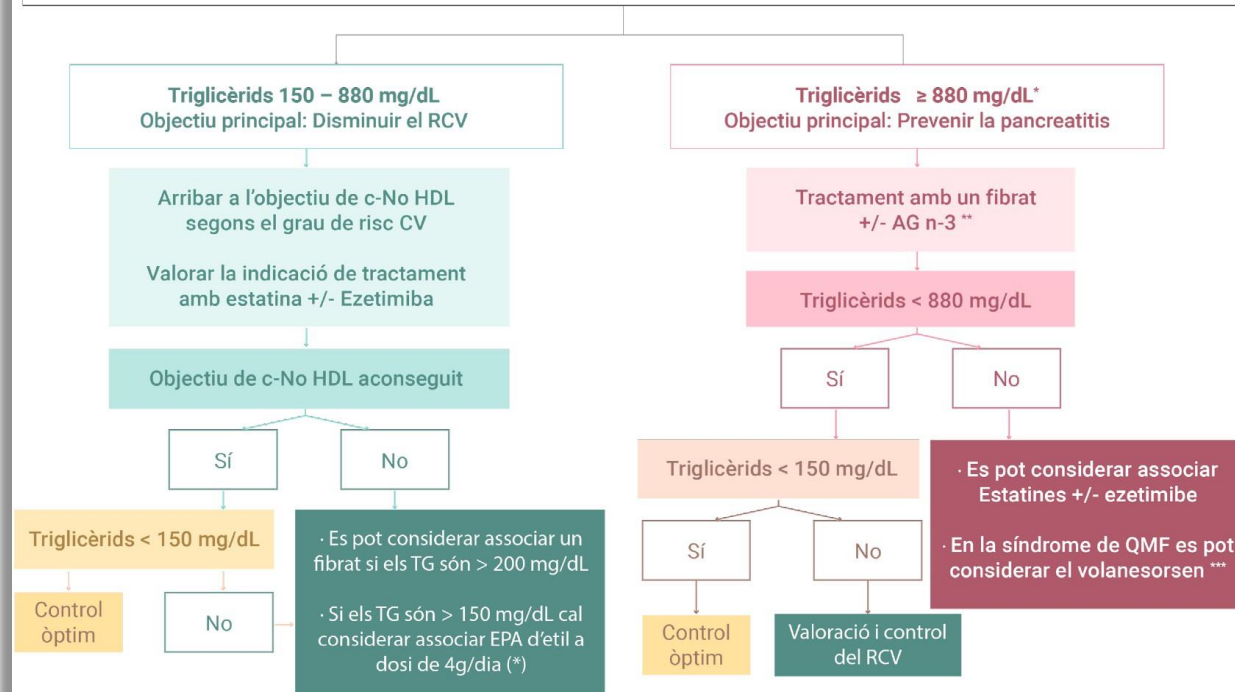 Triglicèrids 150 – 880 mg/dL
Objectiu principal: Disminuir el RCV
Arribar a l'objectiu de c-No HDL
segons el grau de risc CV
Valorar la indicació de tractament
amb estatina +/- Ezetimiba
Objectiu de c-No HDL aconseguit
Sí
No
Triglicèrids < 150 mg/dL
Control
òptim
No
· Es pot considerar associar un
fibrat si els TG són > 200 mg/dL
· Si els TG són > 150 mg/dL cal
considerar associar EPA d'etil a
dosi de 4g/dia (*)
Triglicèrids ≥ 880 mg/dL*
Objectiu principal: Prevenir la pancreatitis
Tractament amb un fibrat
+/- AG n-3 **
Triglicèrids < 880 mg/dL
Sí
No
Triglicèrids < 150 mg/dL
Sí
No
Control
òptim
Valoració i control
del RCV
· Es pot considerar associar
Estatines +/- ezetimibe
· En la síndrome de QMF es pot
considerar el volanesorsen ***